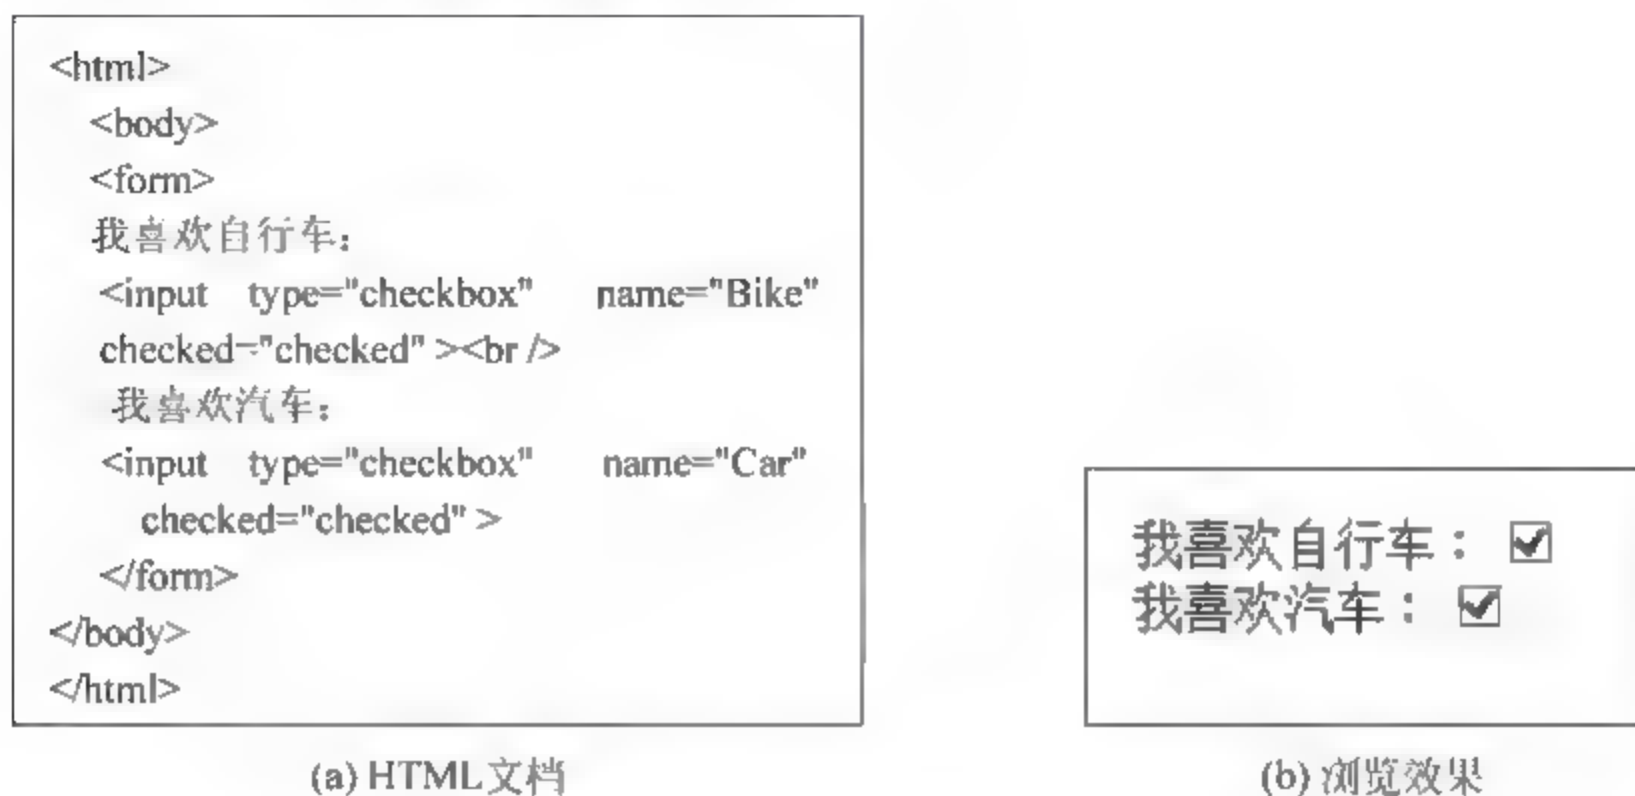 <html>
<body>
<form>
我喜欢自行车：
<input type="checkbox" name="Bike"
checked="checked" ><br />
我喜欢汽车：
<input type="checkbox" name="Car"
checked="checked" >
</form>
</body>
</html>
(a) HTML文档
我喜欢自行车：
我喜欢汽车：
(b) 浏览效果